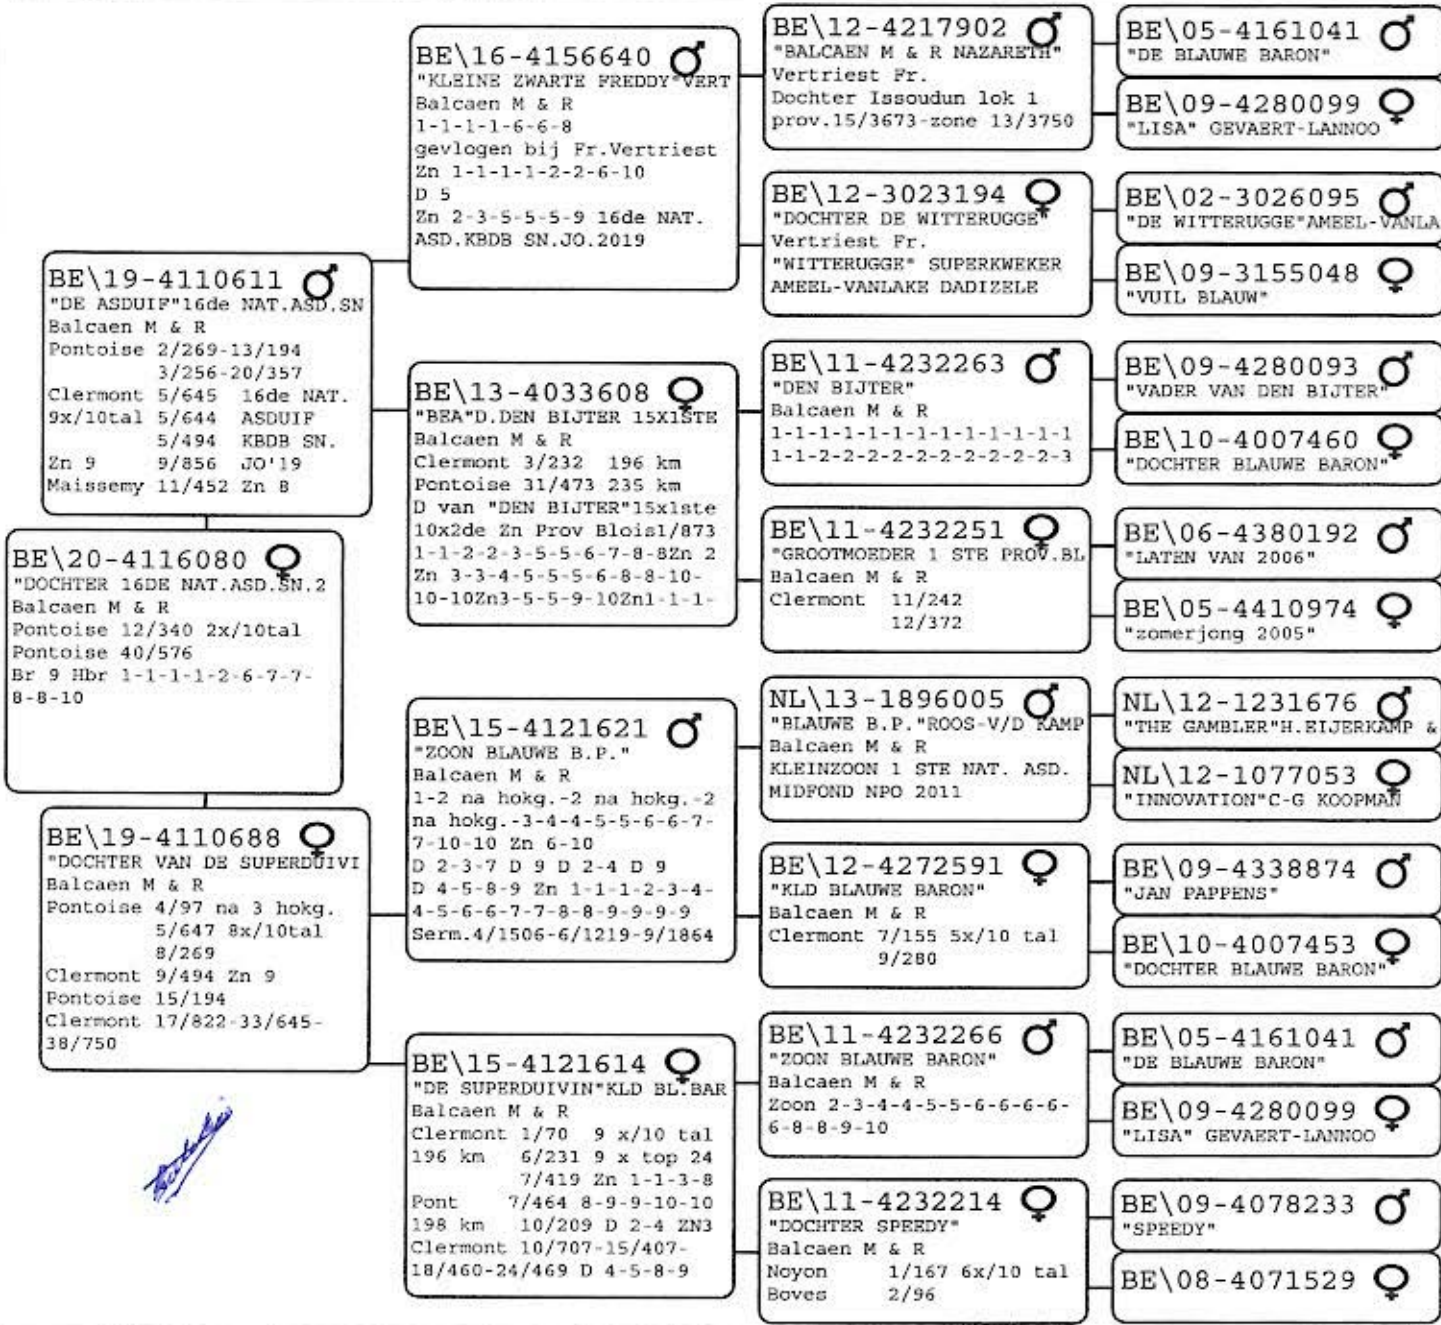 BE\20-4116080 ♀
"DOCHTER 16DE NAT.ASD.SN.2
Balcaen M & R
Pontoise 12/340 2x/10tal
Pontoise 40/576
Br 9 Hbr 1-1-1-1-2-6-7-7-
8-8-10
BE\19-4110611 ♂
"DE ASDUIF"16de NAT.ASD.SN
Balcaen M & R
Pontoise 2/269-13/194
3/256-20/357
Clermont 5/645 16de NAT.
9x/10tal 5/644 ASDUIF
5/494 KBDB SN.
Zn 9 9/856 JO'19
Maissemy 11/452 Zn 8
BE\19-4110688 ♀
"DOCHTER VAN DE SUPERDUIVI
Balcaen M & R
Pontoise 4/97 na 3 hokg.
5/647 8x/10tal
8/269
Clermont 9/494 Zn 9
Pontoise 15/194
Clermont 17/822-33/645-
38/750
BE\16-4156640 ♂
"KLEINE ZWARTE FREDDY"VERT
Balcaen M & R
1-1-1-1-6-6-8
gevlogen bij Fr.Vertriest
Zn 1-1-1-1-2-2-6-10
D 5
Zn 2-3-5-5-5-9 16de NAT.
ASD.KBDB SN.JO.2019
BE\13-4033608 ♀
"BEA"D.DEN BIJTER 15X1STE
Balcaen M & R
Clermont 3/232 196 km
Pontoise 31/473 235 km
D van "DEN BIJTER"15x1ste
10x2de Zn Prov Blois1/873
1-1-2-2-3-5-5-6-7-8-8Zn 2
Zn 3-3-4-5-5-5-6-8-8-10-
10-10Zn3-5-5-9-10Zn1-1-1-
BE\15-4121621 ♂
"ZOON BLAUWE B.P."
Balcaen M & R
1-2 na hokg.-2 na hokg.-2
na hokg.-3-4-4-5-5-6-6-7-
7-10-10 Zn 6-10
D 2-3-7 D 9 D 2-4 D 9
D 4-5-8-9 Zn 1-1-1-2-3-4-
4-5-6-6-7-7-8-8-9-9-9-9
Serm.4/1506-6/1219-9/1864
BE\15-4121614 ♀
"DE SUPERDUIVIN"KLD BL.BAR
Balcaen M & R
Clermont 1/70 9 x/10 tal
196 km 6/231 9 x top 24
7/419 Zn 1-1-3-8
Pont 7/464 8-9-9-10-10
198 km 10/209 D 2-4 ZN3
Clermont 10/707-15/407-
18/460-24/469 D 4-5-8-9
BE\12-4217902 ♂
"BALCAEN M & R NAZARETH"
Vertriest Fr.
Dochter Issoudun lok 1
prov.15/3673-zone 13/3750
BE\12-3023194 ♀
"DOCHTER DE WITTERUGGE"
Vertriest Fr.
"WITTERUGGE" SUPERKWEKER
AMEEL-VANLAKE DADIZELE
BE\11-4232263 ♂
"DEN BIJTER"
Balcaen M & R
1-1-1-1-1-1-1-1-1-1-1-1-1
1-1-2-2-2-2-2-2-2-2-2-2-3
BE\11-4232251 ♀
"GROOTMOEDER 1 STE PROV.BL
Balcaen M & R
Clermont 11/242
12/372
NL\13-1896005 ♂
"BLAUWE B.P."ROOS-V/D KAMP
Balcaen M & R
KLEINZOON 1 STE NAT. ASD.
MIDFOND NPO 2011
BE\12-4272591 ♀
"KLD BLAUWE BARON"
Balcaen M & R
Clermont 7/155 5x/10 tal
9/280
BE\11-4232266 ♂
"ZOON BLAUWE BARON"
Balcaen M & R
Zoon 2-3-4-4-5-5-6-6-6-6-
6-8-8-9-10
BE\11-4232214 ♀
"DOCHTER SPEEDY"
Balcaen M & R
Noyon 1/167 6x/10 tal
Boves 2/96
BE\05-4161041 ♂
"DE BLAUWE BARON"
BE\09-4280099 ♀
"LISA" GEVAERT-LANNOO
BE\02-3026095 ♂
"DE WITTERUGGE"AMEEL-VANLA
BE\09-3155048 ♀
"VUIL BLAUW"
BE\09-4280093 ♂
"VADER VAN DEN BIJTER"
BE\10-4007460 ♀
"DOCHTER BLAUWE BARON"
BE\06-4380192 ♂
"LATEN VAN 2006"
BE\05-4410974 ♀
"zomerjong 2005"
NL\12-1231676 ♂
"THE GAMBLER"H.EIJERKAMP &
NL\12-1077053 ♀
"INNOVATION"C-G KOOPMAN
BE\09-4338874 ♂
"JAN PAPPENS"
BE\10-4007453 ♀
"DOCHTER BLAUWE BARON"
BE\05-4161041 ♂
"DE BLAUWE BARON"
BE\09-4280099 ♀
"LISA" GEVAERT-LANNOO
BE\09-4078233 ♂
"SPEEDY"
BE\08-4071529 ♀